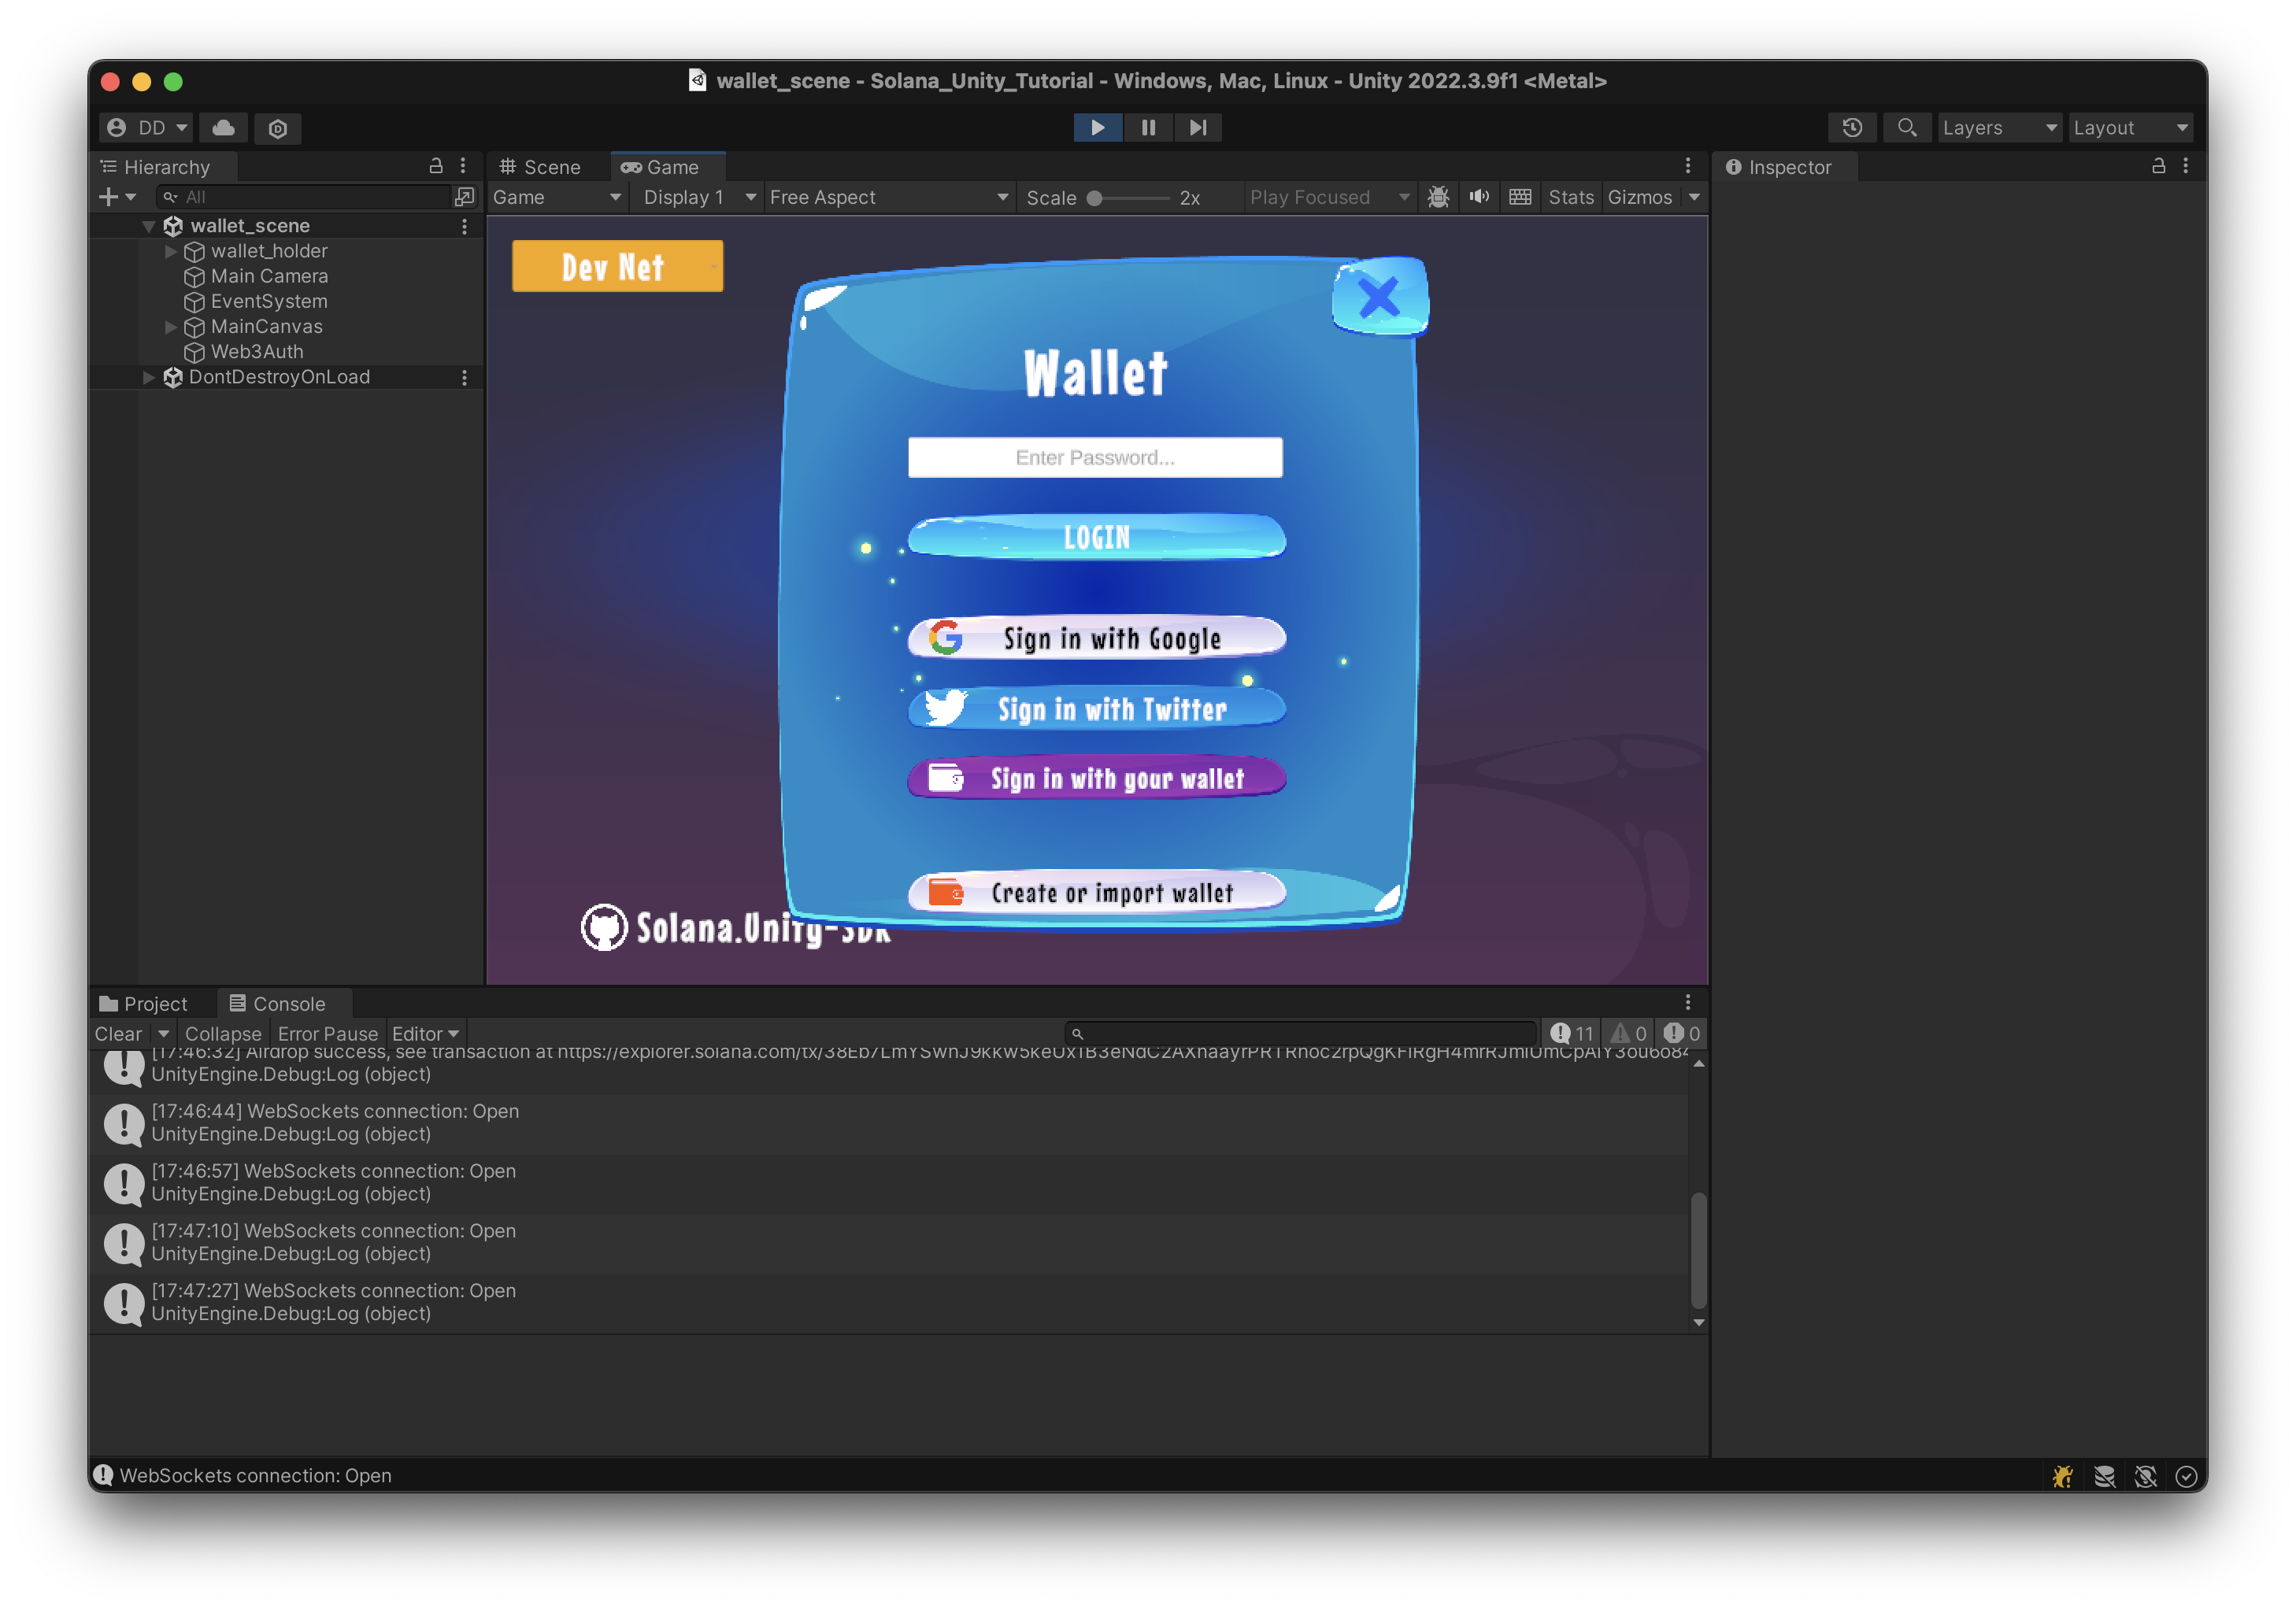 wallet_scene - Solana_Unity_Tutorial - Windows, Mac, Linux - Unity 2022.3.9f1 <Metal>
DD
Layers
Layout
Hierarchy
All
wallet_scene
wallet_holder
Main Camera
EventSystem
MainCanvas
Web3Auth
DontDestroyOnLoad
Scene
Game
Game
Display 1
Free Aspect
Scale
2x
Play Focused
Stats
Gizmos
Inspector
Dev Net
Wallet
Enter Password...
LOGIN
Sign in with Google
Sign in with Twitter
Sign in with your wallet
Create or import wallet
Solana.Unity-SDK
Project
Console
Clear
Collapse
Error Pause
Editor
11
0
0
[17:46:32] Airdrop success, see transaction at
UnityEngine.Debug:Log (object)
[17:46:44] WebSockets connection: Open
UnityEngine.Debug:Log (object)
[17:46:57] WebSockets connection: Open
UnityEngine.Debug:Log (object)
[17:47:10] WebSockets connection: Open
UnityEngine.Debug:Log (object)
[17:47:27] WebSockets connection: Open
UnityEngine.Debug:Log (object)
WebSockets connection: Open